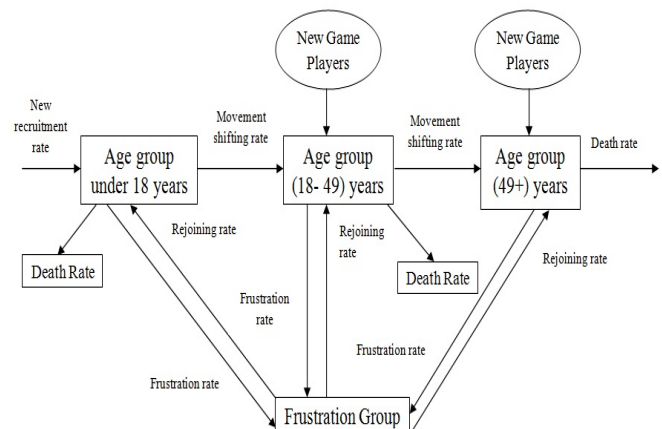 New Game
Players
New Game
Players
New
recruitment
rate
Movement
shifting rate
Movement
shifting rate
Death rate
Age group
under 18 years
Age group
(18- 49) years
Age group
(49+) years
Rejoining rate
Rejoining
rate
Rejoining rate
Death Rate
Death Rate
Frustration
rate
Frustration rate
Frustration rate
Frustration Group